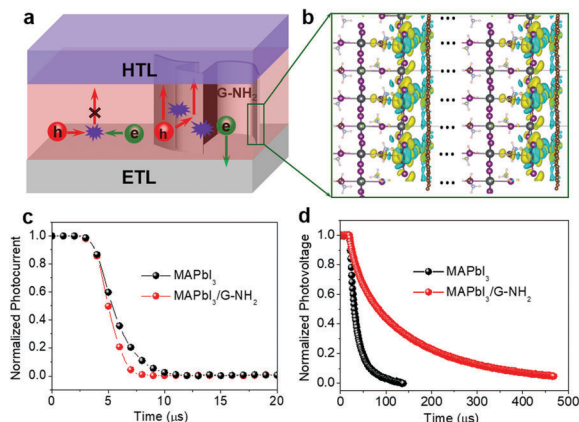 a
HTL
G-NH₂
h
e
h
e
ETL
b
c
Normalized Photocurrent
1.0
0.8
0.6
0.4
0.2
0.0
MAPbI₃
MAPbI₃/G-NH₂
0 5 10 15 20
Time (μs)
d
Normalized Photovoltage
1.0
0.8
0.6
0.4
0.2
0.0
MAPbI₃
MAPbI₃/G-NH₂
0 100 200 300 400 500
Time (μs)